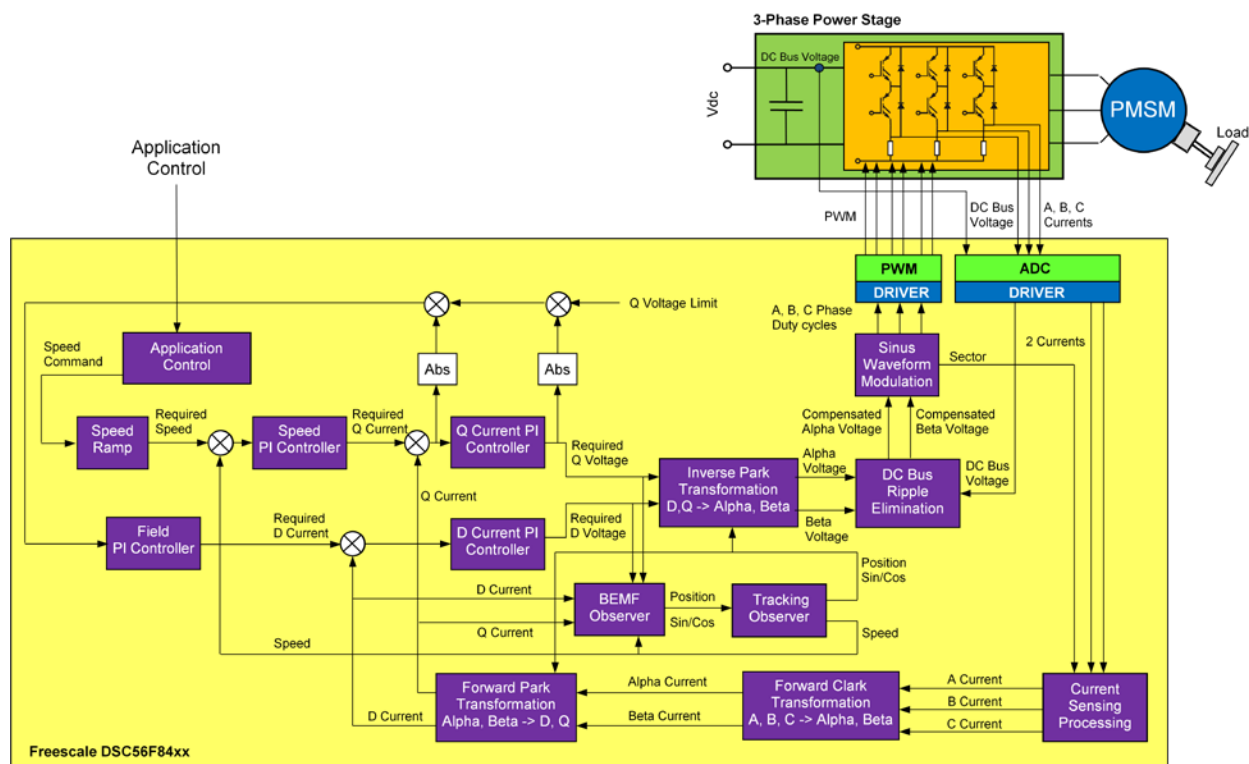 3-Phase Power Stage
DC Bus Voltage
Vdc
PMSM
Load
Application
Control
PWM
DC Bus
Voltage
A, B, C
Currents
PWM
DRIVER
ADC
DRIVER
Q Voltage Limit
A, B, C Phase
Duty cycles
2 Currents
Speed
Command
Application
Control
Abs
Abs
Sinus
Waveform
Modulation
Sector
Compensated
Alpha Voltage
Compensated
Beta Voltage
Speed
Ramp
Required
Speed
Speed
PI Controller
Required
Q Current
Q Current PI
Controller
Required
Q Voltage
Inverse Park
Transformation
D,Q -> Alpha, Beta
Alpha
Voltage
Beta
Voltage
DC Bus
Ripple
Elimination
DC Bus
Voltage
Q Current
Field
PI Controller
Required
D Current
D Current PI
Controller
Required
D Voltage
Position
Sin/Cos
D Current
BEMF
Observer
Position
Sin/Cos
Tracking
Observer
Q Current
Speed
Speed
D Current
Forward Park
Transformation
Alpha, Beta -> D, Q
Alpha Current
Beta Current
Forward Clark
Transformation
A, B, C -> Alpha, Beta
A Current
B Current
C Current
Current
Sensing
Processing
Freescale DSC56F84xx